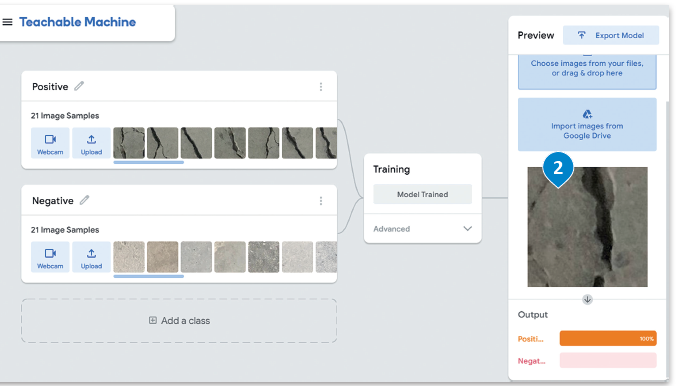 Teachable Machine
Preview
Export Model
Choose images from your files,
or drag & drop here
Import images from
Google Drive
2
Positive
21 Image Samples
Webcam
Upload
Negative
21 Image Samples
Webcam
Upload
Add a class
Training
Model Trained
Advanced
Output
Positi...
100%
Negat...